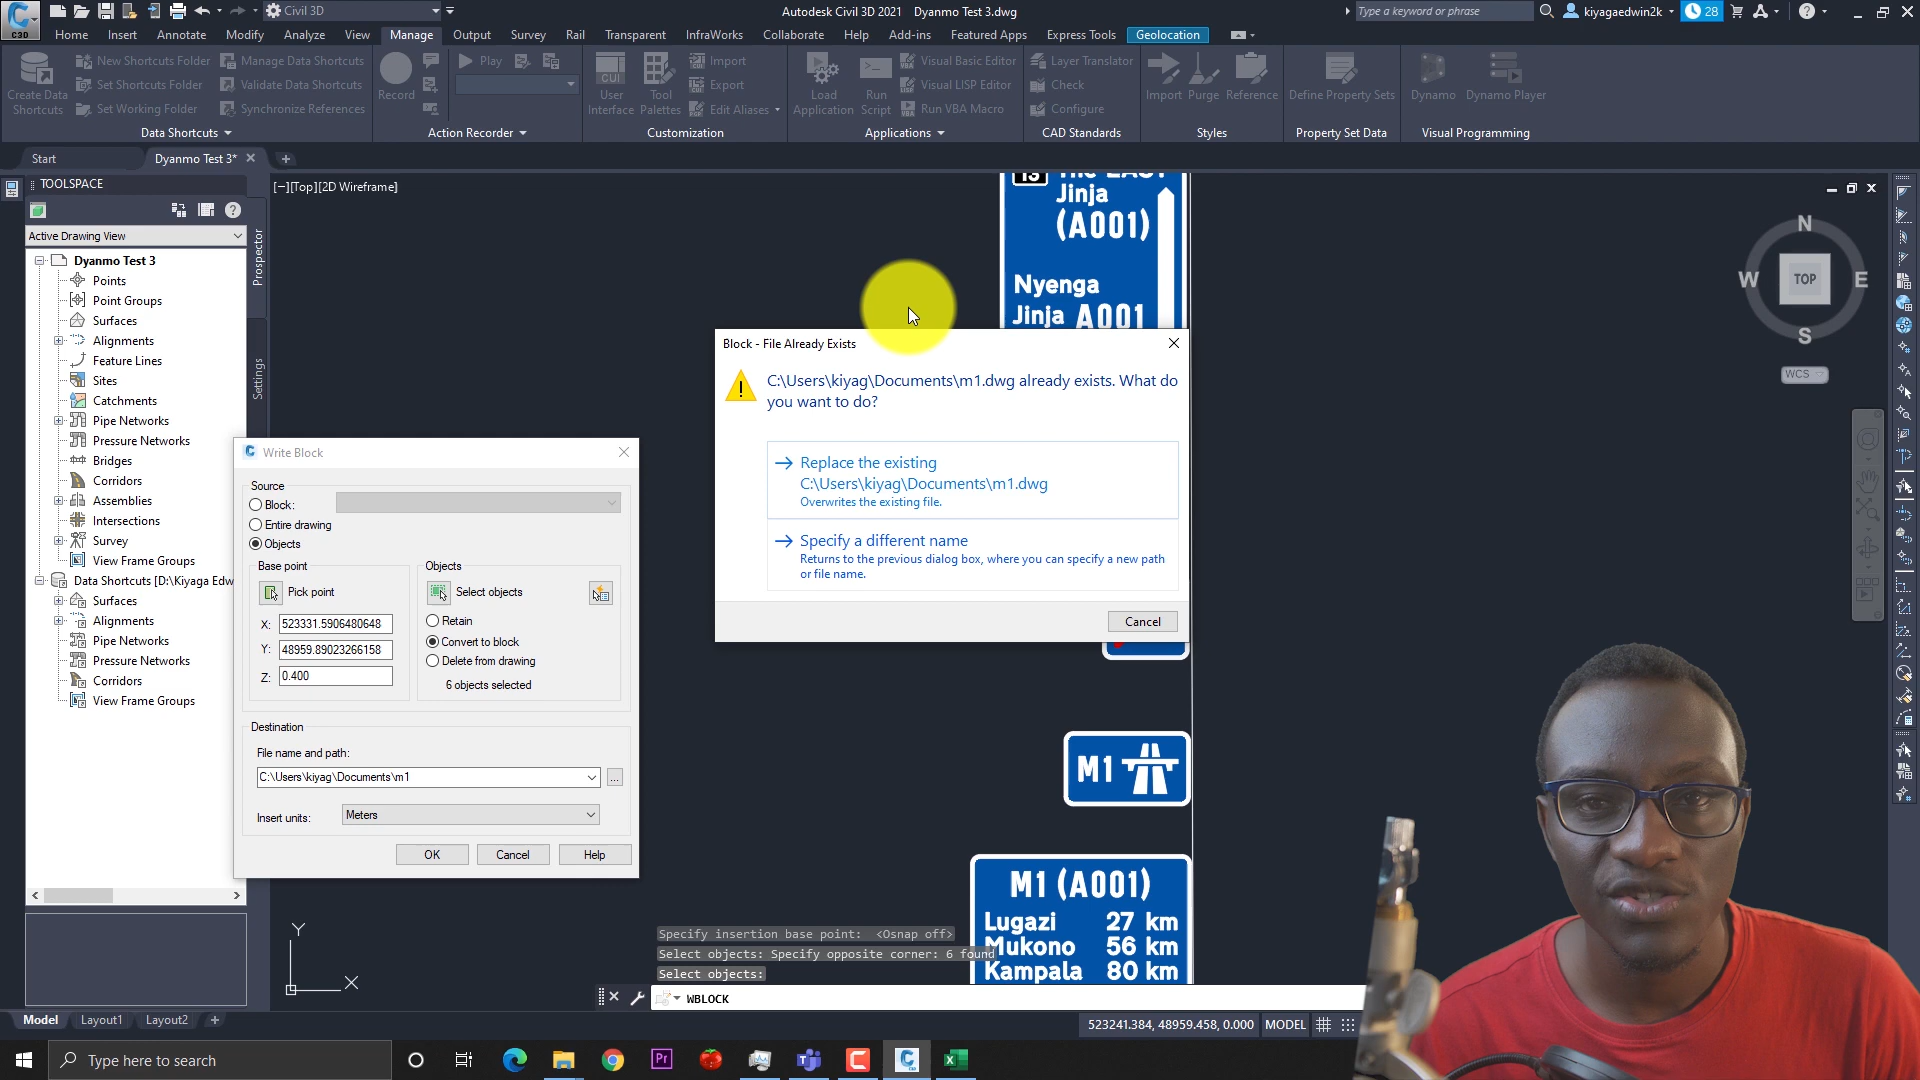 C3D
Civil 3D
Autodesk Civil 3D 2021 Dyanmo Test 3.dwg
Type a keyword or phrase
kiyagaedwin2k
28
Home Insert Annotate Modify Analyze View Manage Output Survey Rail Transparent InfraWorks Collaborate Help Add-ins Featured Apps Express Tools Geolocation
Create Data
Shortcuts
New Shortcuts Folder
Set Shortcuts Folder
Set Working Folder
Manage Data Shortcuts
Validate Data Shortcuts
Synchronize References
Data Shortcuts
Record
Play
Action Recorder
CUI
User
Interface
Tool
Palettes
Import
Export
Edit Aliases
Customization
Load
Application
Run
Script
Visual Basic Editor
Visual LISP Editor
Run VBA Macro
Applications
Layer Translator
Check
Configure
CAD Standards
Import Purge Reference
Styles
Define Property Sets
Property Set Data
Dynamo Dynamo Player
Visual Programming
Start
Dyanmo Test 3*
TOOLSPACE
Active Drawing View
Prospector
Settings
Dyanmo Test 3
Points
Point Groups
Surfaces
Alignments
Feature Lines
Sites
Catchments
Pipe Networks
Pressure Networks
Bridges
Corridors
Assemblies
Intersections
Survey
View Frame Groups
Data Shortcuts [D:\Kiyaga Edw
Surfaces
Alignments
Pipe Networks
Pressure Networks
Corridors
View Frame Groups
[−][Top][2D Wireframe]
13 The EAST
Jinja
(A001)
Nyenga
Jinja A001
N
W TOP E
S
WCS
Block - File Already Exists
C:\Users\kiyag\Documents\m1.dwg already exists. What do
you want to do?
Replace the existing
C:\Users\kiyag\Documents\m1.dwg
Overwrites the existing file.
Specify a different name
Returns to the previous dialog box, where you can specify a new path
or file name.
Cancel
Write Block
Source
Block:
Entire drawing
Objects
Base point
Pick point
X: 523331.5906480648
Y: 48959.89023266158
Z: 0.400
Objects
Select objects
Retain
Convert to block
Delete from drawing
6 objects selected
Destination
File name and path:
C:\Users\kiyag\Documents\m1
...
Insert units: Meters
OK Cancel Help
M1
M1 (A001)
Lugazi 27 km
Mukono 56 km
Kampala 80 km
Y
X
Specify insertion base point: <Osnap off>
Select objects: Specify opposite corner: 6 found
Select objects:
WBLOCK
Model Layout1 Layout2
523241.384, 48959.458, 0.000 MODEL
Type here to search
Pr